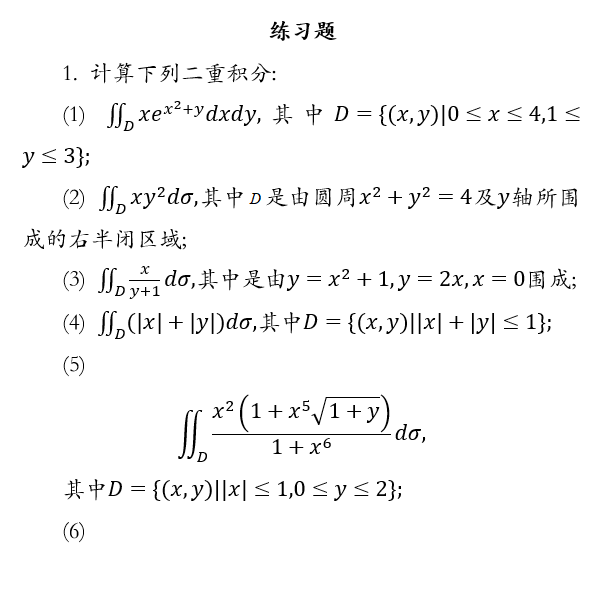 练习题
1. 计算下列二重积分:
(1) ∬_D xe^{x²+y}dxdy, 其中 D = {(x,y)|0 ≤ x ≤ 4,1 ≤
y ≤ 3};
(2) ∬_D xy²dσ,其中D是由圆周x² + y² = 4及y轴所围
成的右半闭区域;
(3) ∬_D \frac{x}{y+1}dσ,其中是由y = x² + 1, y = 2x, x = 0围成;
(4) ∬_D(|x| + |y|)dσ,其中D = {(x,y)||x| + |y| ≤ 1};
(5)
∬_D \frac{x²(1 + x⁵√{1 + y})}{1 + x⁶} dσ,
其中D = {(x,y)||x| ≤ 1,0 ≤ y ≤ 2};
(6)